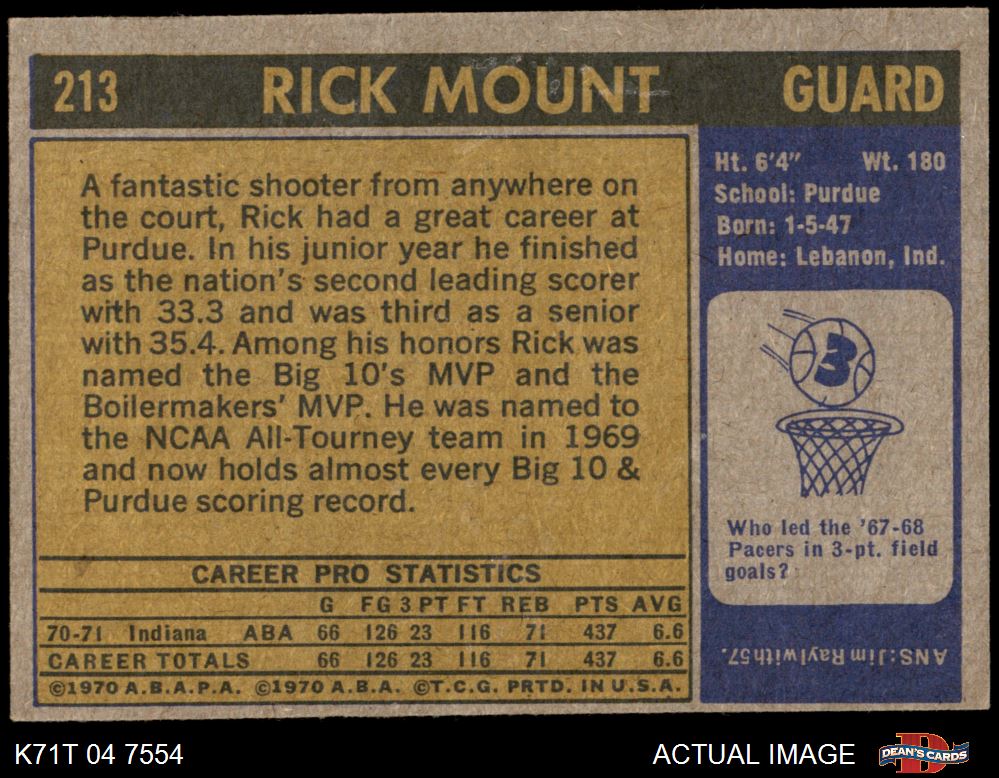 213 RICK MOUNT GUARD
A fantastic shooter from anywhere on
the court, Rick had a great career at
Purdue. In his junior year he finished
as the nation's second leading scorer
with 33.3 and was third as a senior
with 35.4. Among his honors Rick was
named the Big 10's MVP and the
Boilermakers' MVP. He was named to
the NCAA All-Tourney team in 1969
and now holds almost every Big 10 &
Purdue scoring record.
CAREER PRO STATISTICS
G FG 3 PT FT REB PTS AVG
70-71 Indiana ABA 66 126 23 116 71 437 6.6
CAREER TOTALS 66 126 23 116 71 437 6.6
©1970 A.B.A.P.A. ©1970 A.B.A. ©T.C.G. PRTD. IN U.S.A.
Ht. 6'4" Wt. 180
School: Purdue
Born: 1-5-47
Home: Lebanon, Ind.
3
Who led the '67-68
Pacers in 3-pt. field
goals?
ANS: Jim Rayl with 57.
K71T 04 7554
ACTUAL IMAGE
D
DEAN'S CARDS